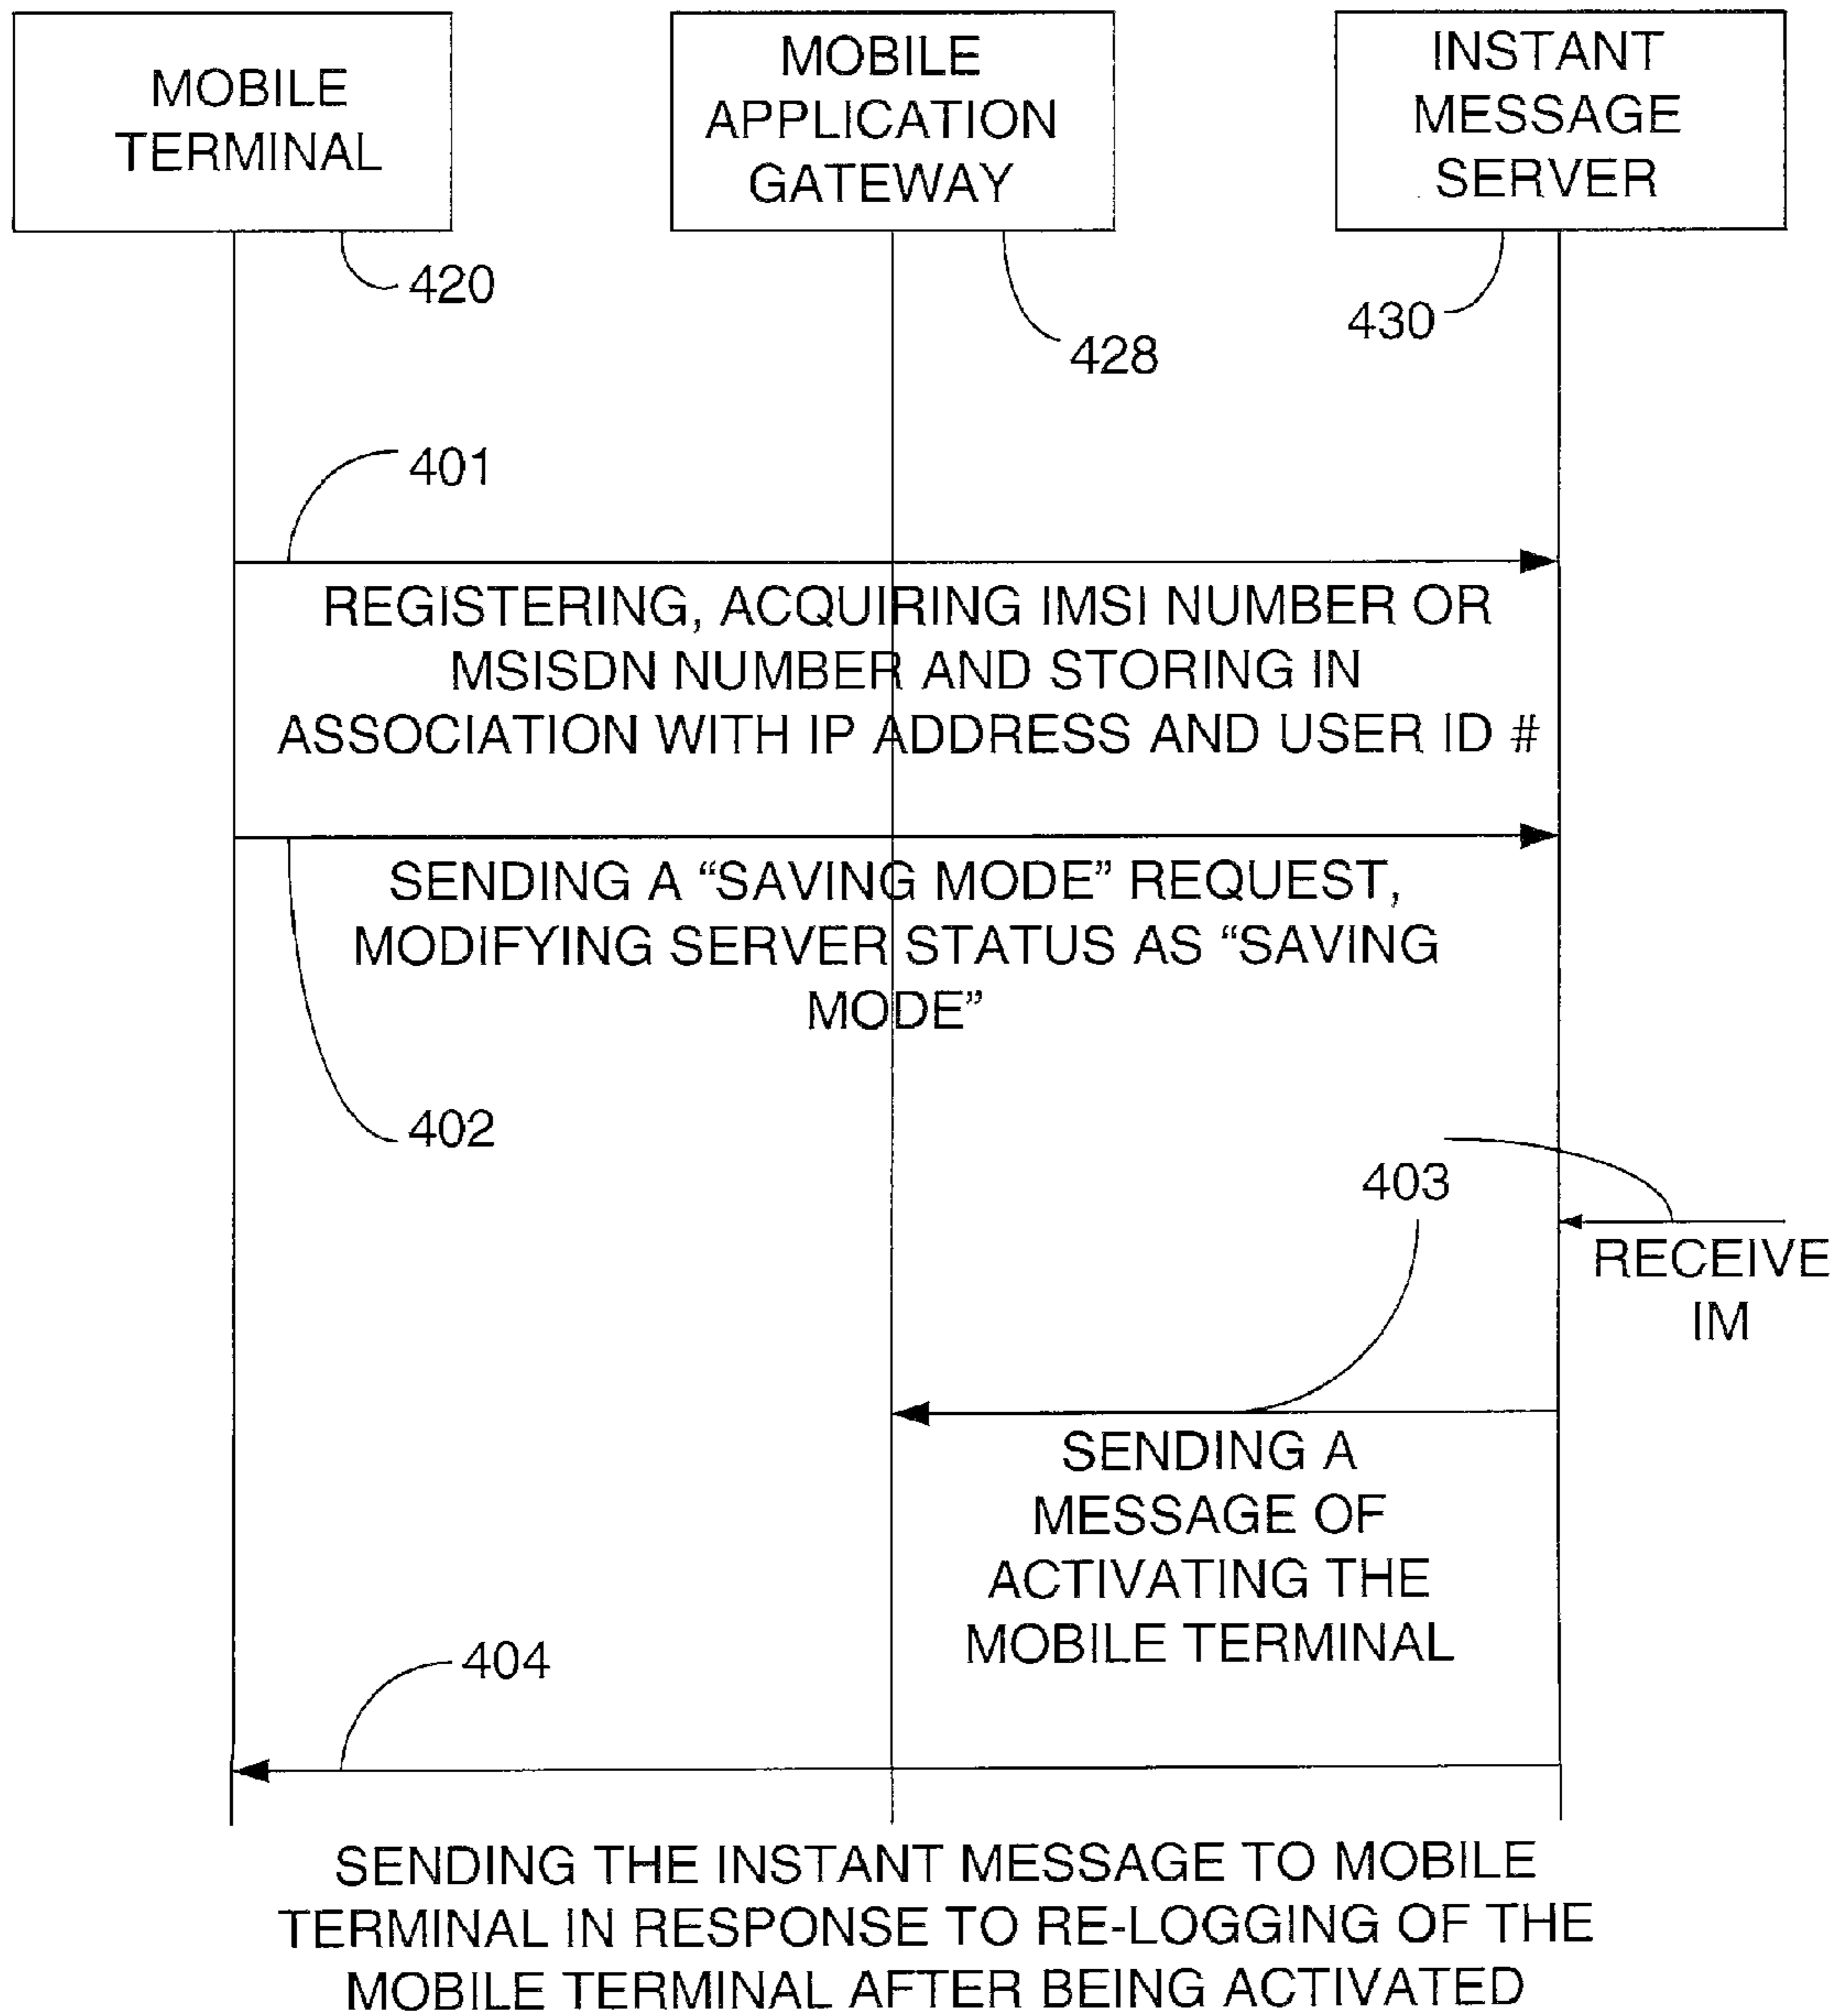 MOBILE
TERMINAL
MOBILE
APPLICATION
GATEWAY
INSTANT
MESSAGE
SERVER
420
428
430
401
REGISTERING, ACQUIRING IMSI NUMBER OR
MSISDN NUMBER AND STORING IN
ASSOCIATION WITH IP ADDRESS AND USER ID #
SENDING A “SAVING MODE” REQUEST,
MODIFYING SERVER STATUS AS “SAVING
MODE”
402
403
RECEIVE
IM
SENDING A
MESSAGE OF
ACTIVATING THE
MOBILE TERMINAL
404
SENDING THE INSTANT MESSAGE TO MOBILE
TERMINAL IN RESPONSE TO RE-LOGGING OF THE
MOBILE TERMINAL AFTER BEING ACTIVATED